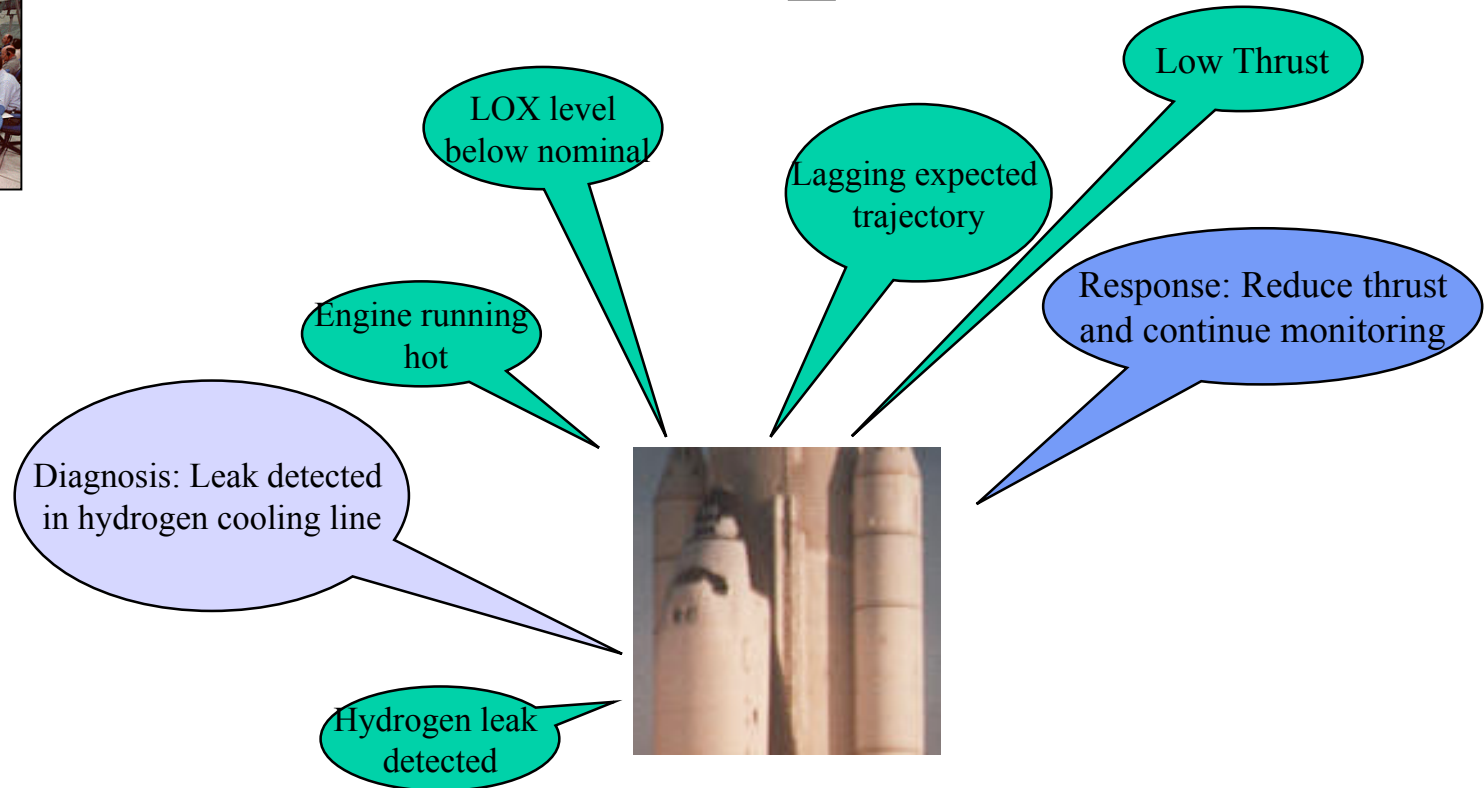 Low Thrust
LOX level
below nominal
Lagging expected
trajectory
Response: Reduce thrust
and continue monitoring
Engine running
hot
Diagnosis: Leak detected
in hydrogen cooling line
Hydrogen leak
detected